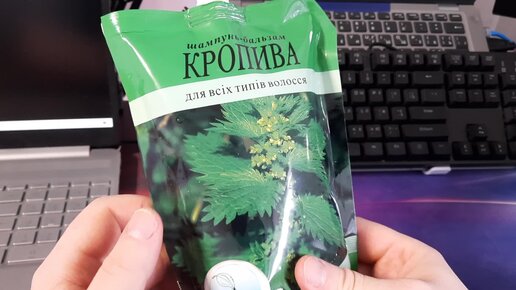 шампунь-бальзам
КРОПИВА
для всіх типів волосся